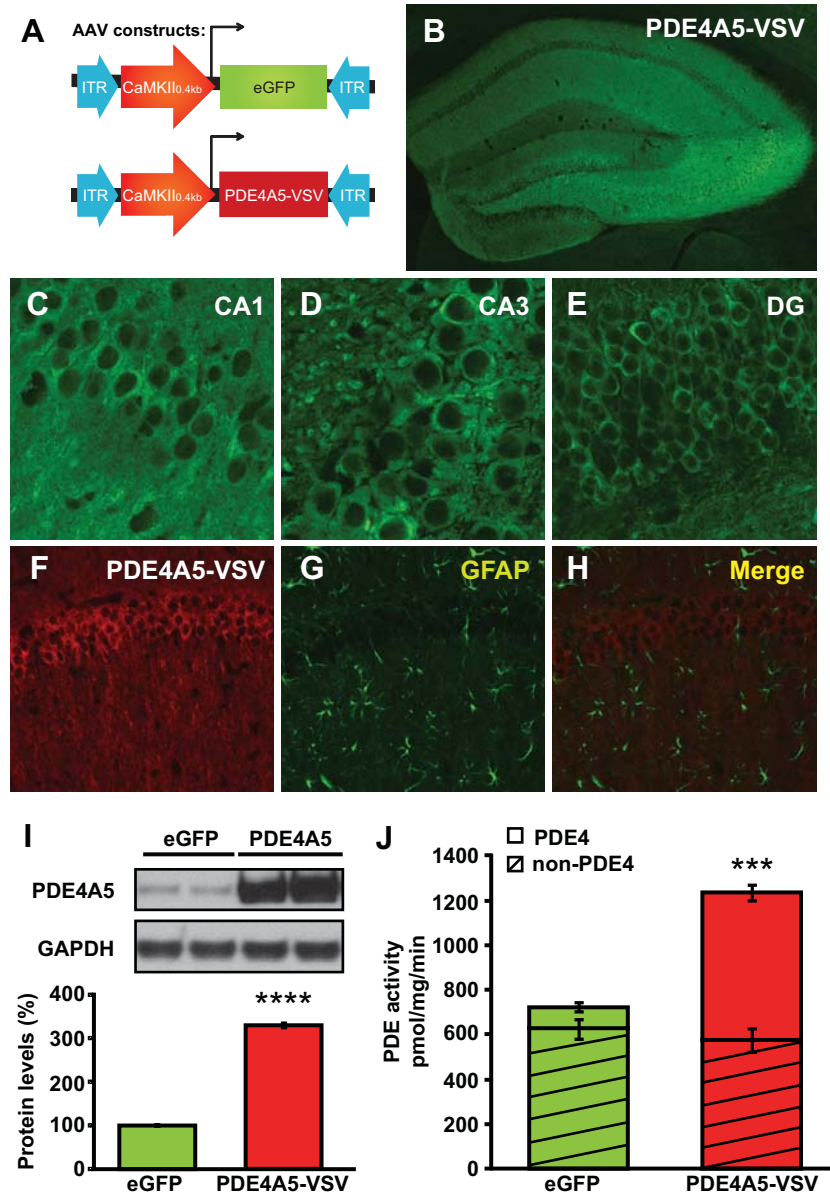 A
AAV constructs:
ITR CaMKII0.4kb eGFP ITR
ITR CaMKII0.4kb PDE4A5-VSV ITR
B
PDE4A5-VSV
C
CA1
D
CA3
E
DG
F
PDE4A5-VSV
G
GFAP
H
Merge
I
eGFP PDE4A5
PDE4A5
GAPDH
Protein levels (%)
400
300
200
100
0
****
eGFP PDE4A5-VSV
J
PDE4
non-PDE4
PDE activity
pmol/mg/min
1400
1200
1000
800
600
400
200
0
***
eGFP PDE4A5-VSV